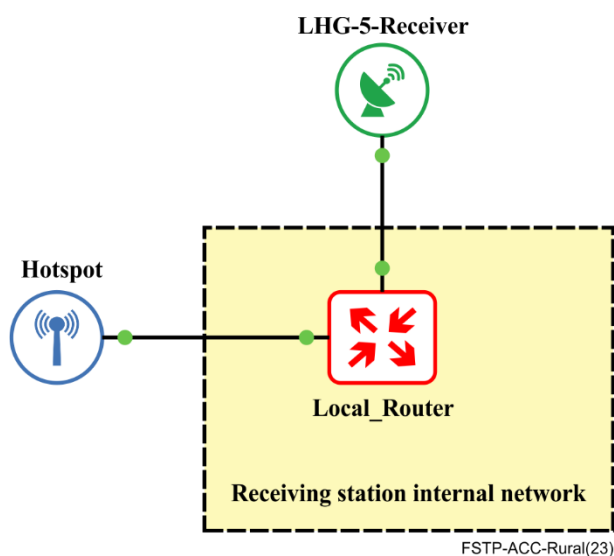 LHG-5-Receiver
Hotspot
Local_Router
Receiving station internal network
FSTP-ACC-Rural(23)